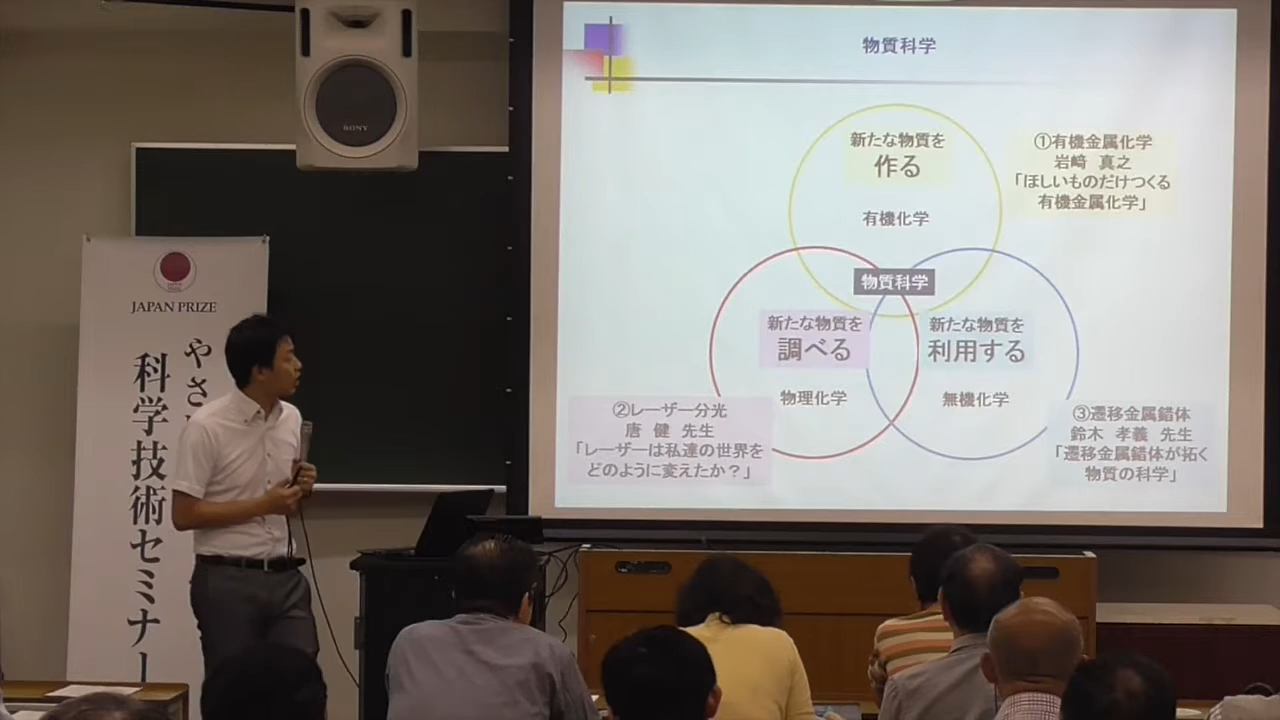 SONY
JAPAN PRIZE
科学技術セミナー
物質科学
新たな物質を
作る
有機化学
①有機金属化学
岩﨑 真之
「ほしいものだけつくる
有機金属化学」
物質科学
新たな物質を
調べる
物理化学
新たな物質を
利用する
無機化学
②レーザー分光
唐 健 先生
「レーザーは私達の世界を
どのように変えたか？」
③遷移金属錯体
鈴木 孝義 先生
「遷移金属錯体が拓く
物質の科学」